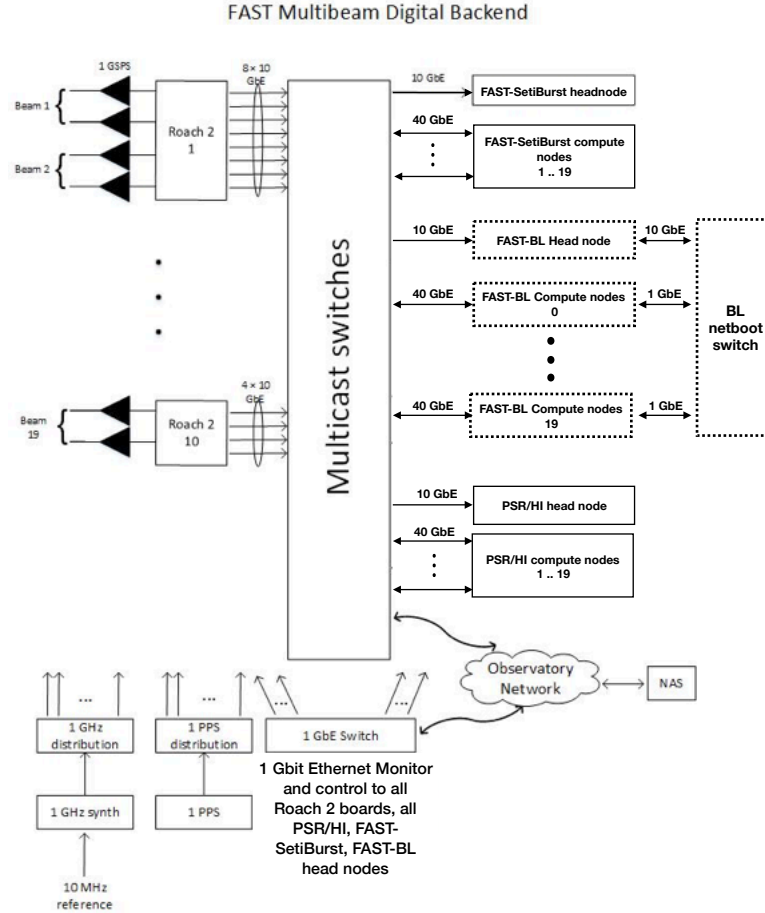 FAST Multibeam Digital Backend
1 GSPS
8 × 10
GbE
Beam 1
Beam 2
Roach 2
1
10 GbE
FAST-SetiBurst headnode
40 GbE
FAST-SetiBurst compute
nodes
1 .. 19
10 GbE
FAST-BL Head node
10 GbE
40 GbE
FAST-BL Compute nodes
0
1 GbE
BL
netboot
switch
Multicast switches
4 × 10
GbE
Beam
19
Roach 2
10
40 GbE
FAST-BL Compute nodes
19
1 GbE
10 GbE
PSR/HI head node
40 GbE
PSR/HI compute nodes
1 .. 19
Observatory
Network
NAS
...
...
...
...
1 GHz
distribution
1 PPS
distribution
1 GbE Switch
1 GHz synth
1 PPS
1 Gbit Ethernet Monitor
and control to all
Roach 2 boards, all
PSR/HI, FAST-
SetiBurst, FAST-BL
head nodes
10 MHz
reference